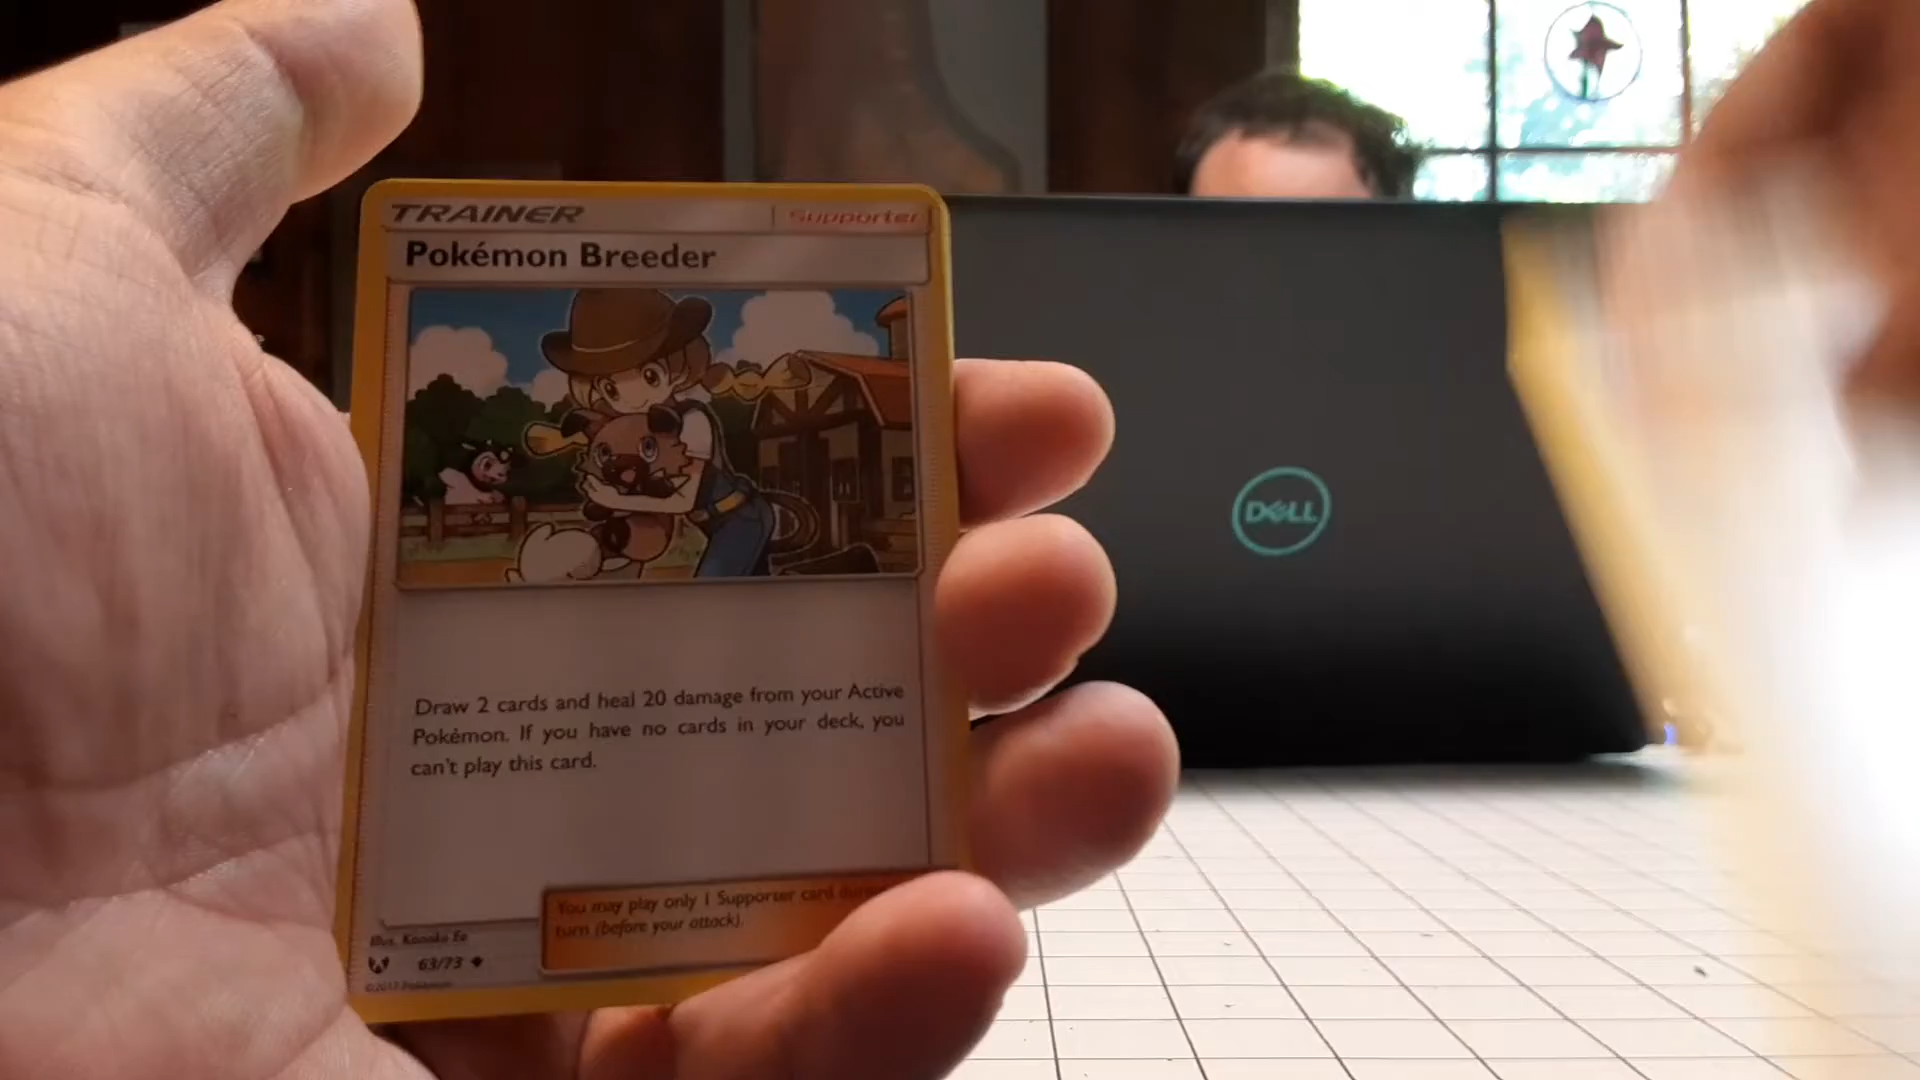 TRAINER Supporter
Pokémon Breeder
Draw 2 cards and heal 20 damage from your Active
Pokémon. If you have no cards in your deck, you
can't play this card.
You may play only 1 Supporter card
turn (before your attack).
Illus.
63/73
©2017 Pokémon
DELL